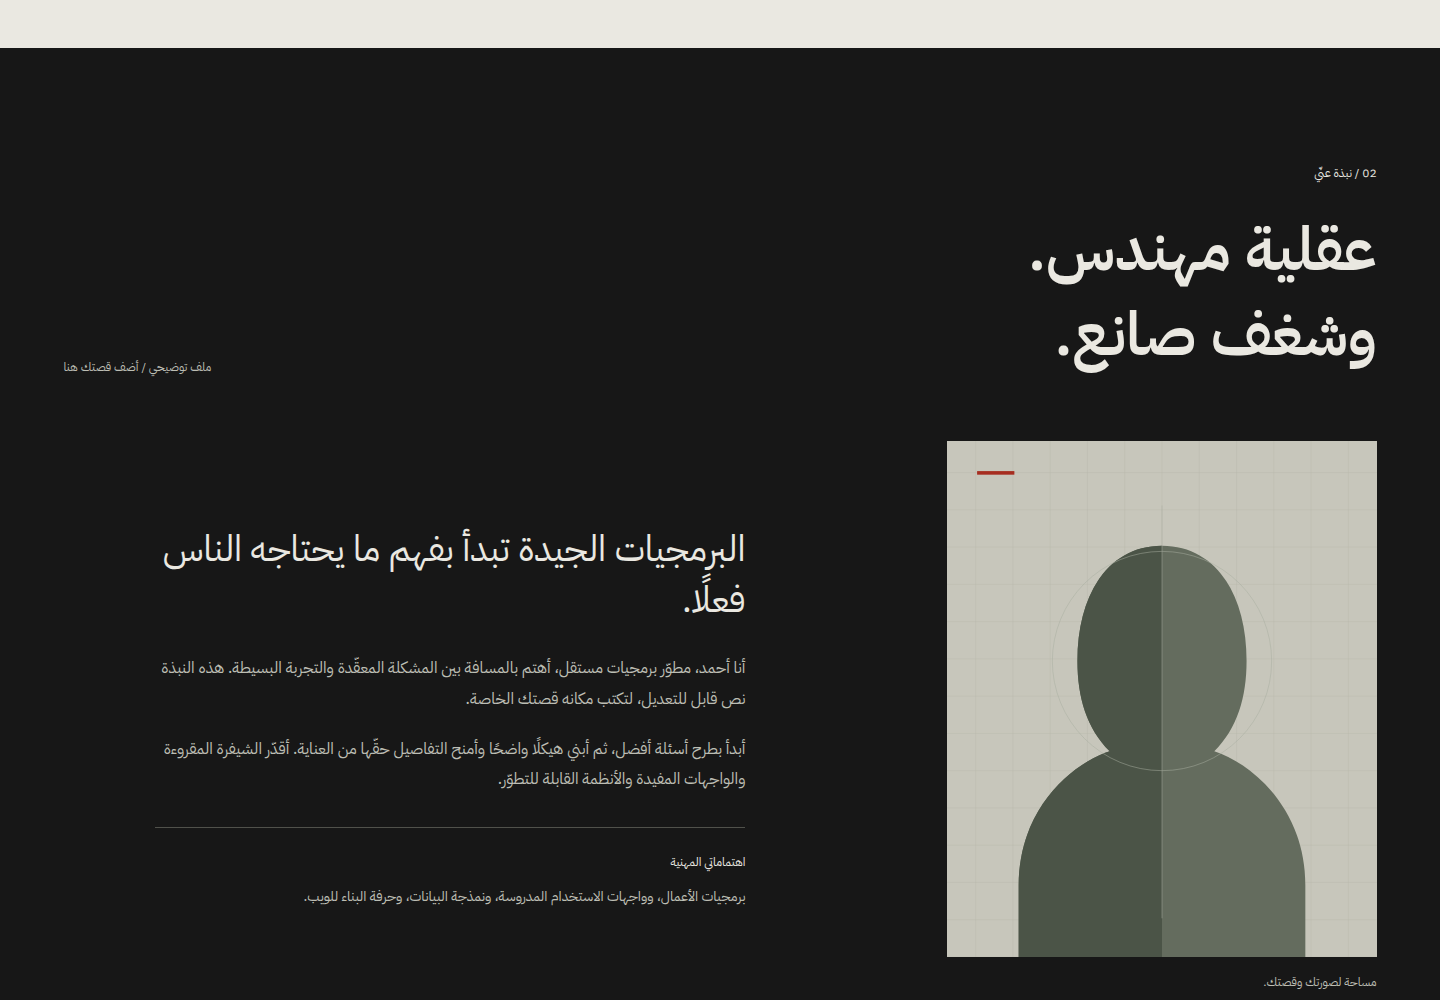 02 / نبذة عنّي
عقلية مهندس.
وشغف صانع.
ملف توضيحي / أضف قصتك هنا
البرمجيات الجيدة تبدأ بفهم ما يحتاجه الناس
فعلًا.
أنا أحمد، مطوّر برمجيات مستقل، أهتم بالمسافة بين المشكلة المعقّدة والتجربة البسيطة. هذه النبذة
نص قابل للتعديل، لتكتب مكانه قصتك الخاصة.
أبدأ بطرح أسئلة أفضل، ثم أبني هيكلًا واضحًا وأمنح التفاصيل حقّها من العناية. أقدّر الشيفرة المقروءة
والواجهات المفيدة والأنظمة القابلة للتطوّر.
اهتماماتي المهنية
برمجيات الأعمال، وواجهات الاستخدام المدروسة، ونمذجة البيانات، وحرفة البناء للويب.
مساحة لصورتك وقصتك.